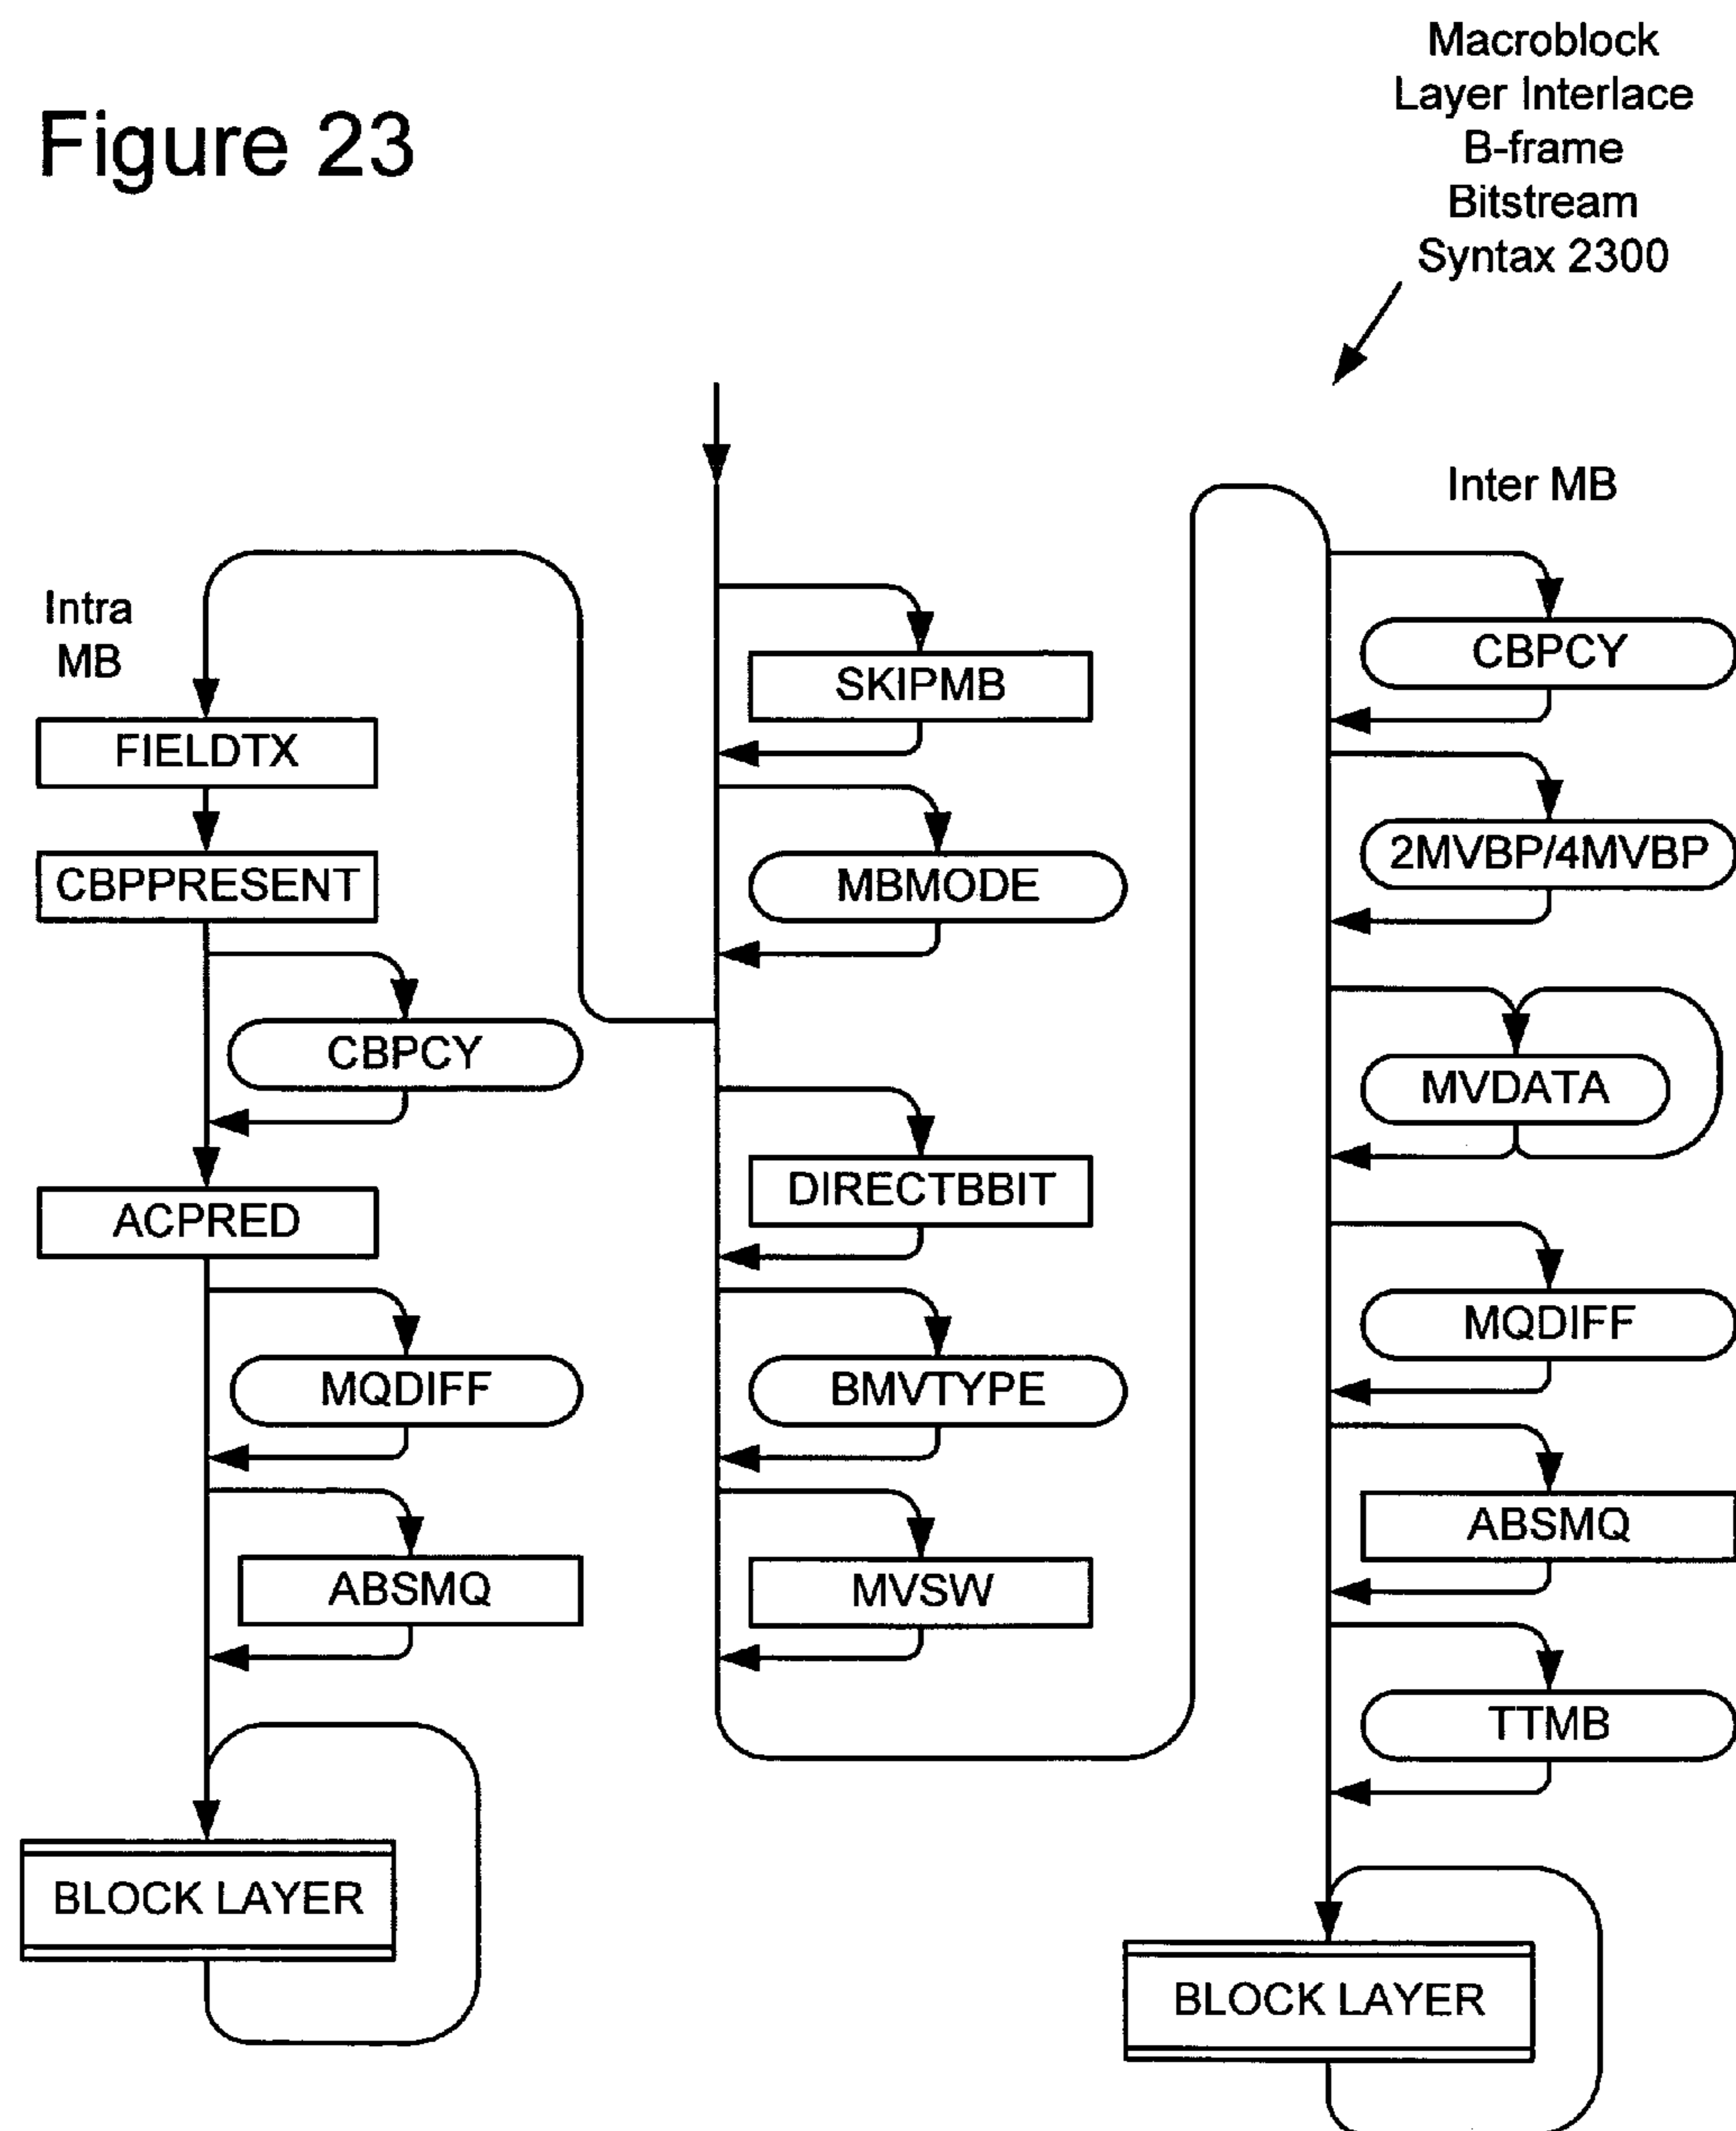 Figure 23
Macroblock
Layer Interlace
B-frame
Bitstream
Syntax 2300
Intra
MB
FIELDTX
CBPPRESENT
CBPCY
ACPRED
MQDIFF
ABSMQ
BLOCK LAYER
SKIPMB
MBMODE
DIRECTBBIT
BMVTYPE
MVSW
Inter MB
CBPCY
2MVBP/4MVBP
MVDATA
MQDIFF
ABSMQ
TTMB
BLOCK LAYER